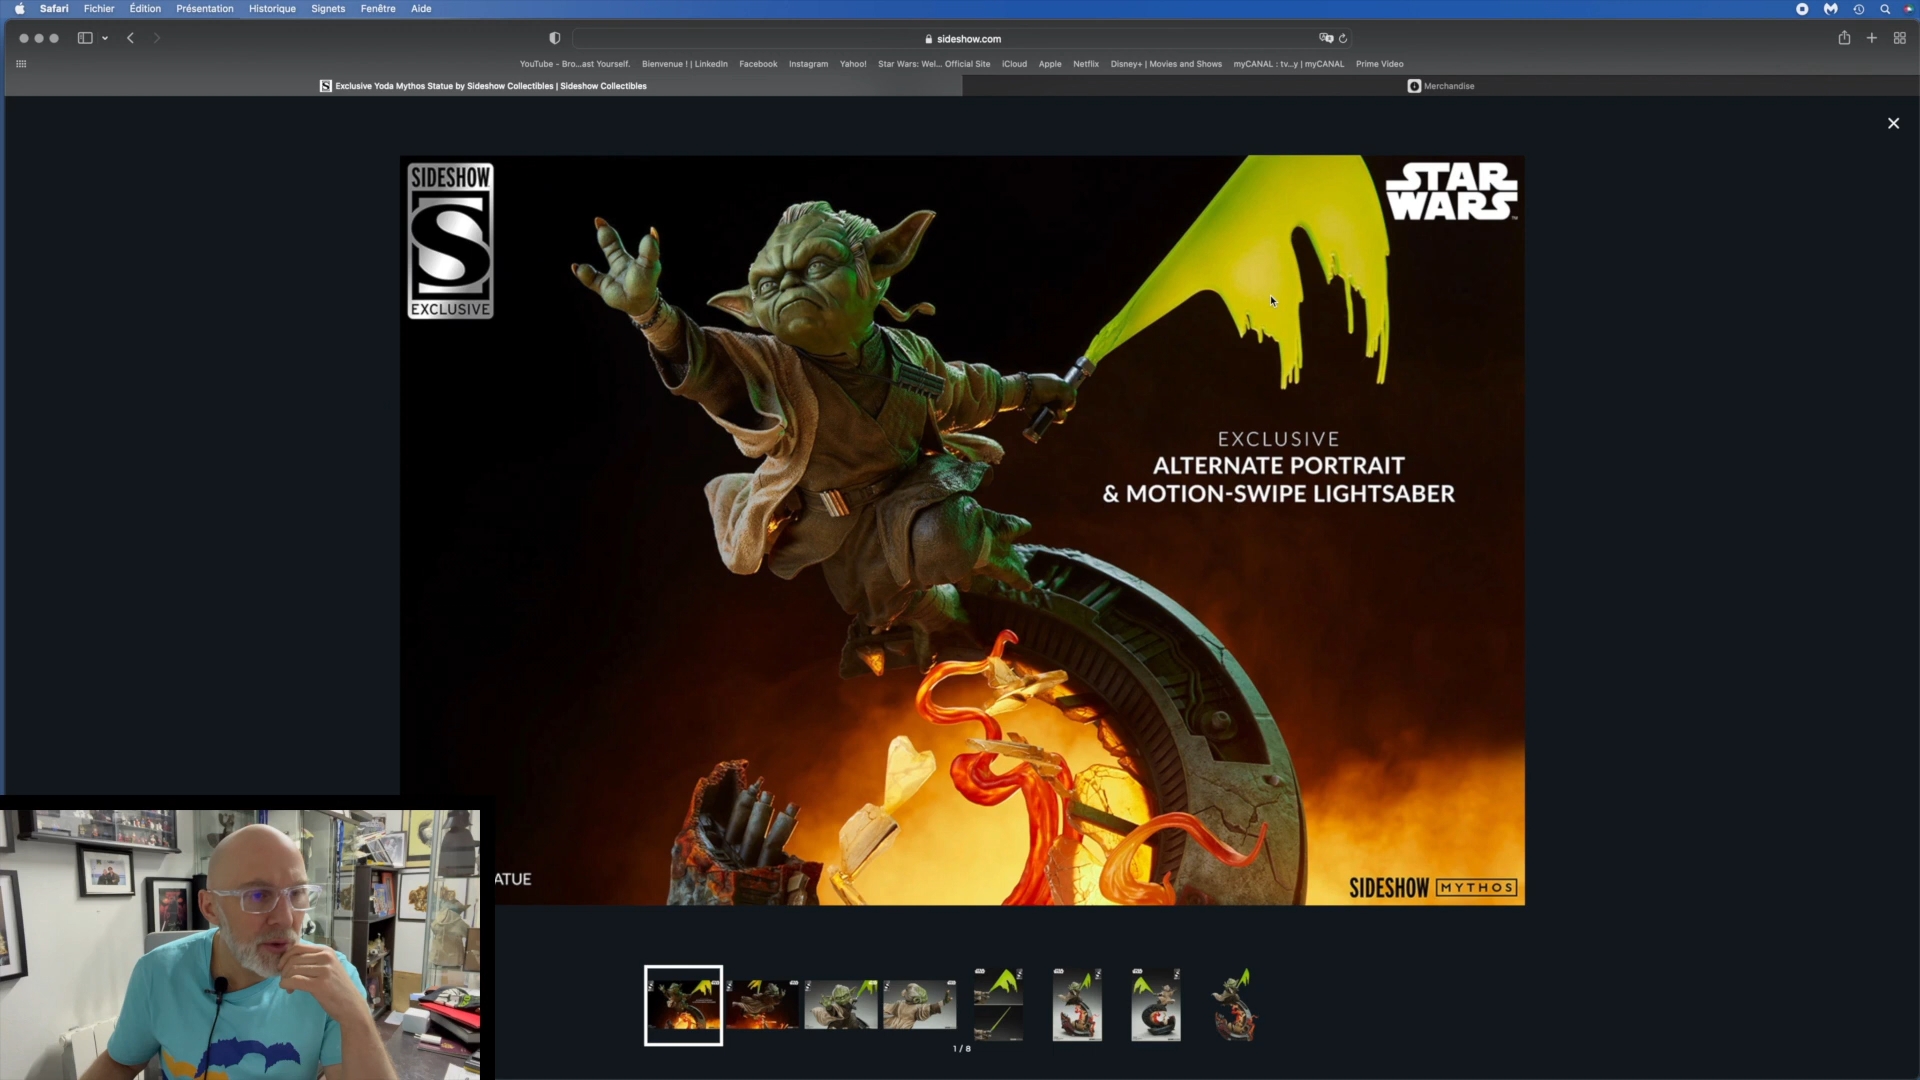 Safari Fichier Édition Présentation Historique Signets Fenêtre Aide
sideshow.com
YouTube - Bro...ast Yourself. Bienvenue ! | LinkedIn Facebook Instagram Yahoo! Star Wars: Wel... Official Site iCloud Apple Netflix Disney+ | Movies and Shows myCANAL : tv...y | myCANAL Prime Video
S Exclusive Yoda Mythos Statue by Sideshow Collectibles | Sideshow Collectibles
Merchandise
SIDESHOW
S
EXCLUSIVE
STAR
WARS
EXCLUSIVE
ALTERNATE PORTRAIT
& MOTION-SWIPE LIGHTSABER
ATUE
SIDESHOW MYTHOS
1 / 8